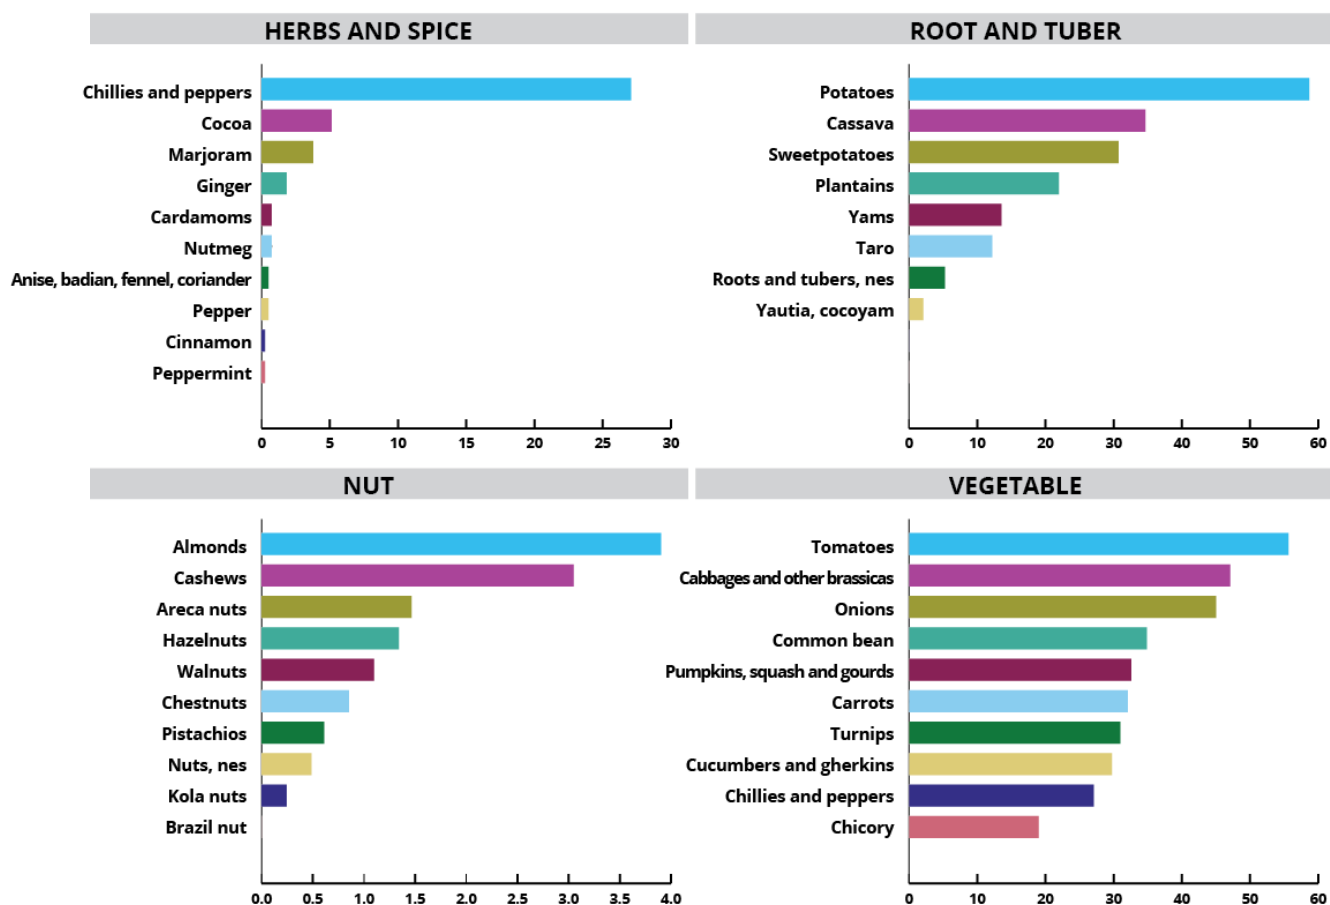 HERBS AND SPICE
Chillies and peppers
Cocoa
Marjoram
Ginger
Cardamoms
Nutmeg
Anise, badian, fennel, coriander
Pepper
Cinnamon
Peppermint
0 5 10 15 20 25 30
ROOT AND TUBER
Potatoes
Cassava
Sweetpotatoes
Plantains
Yams
Taro
Roots and tubers, nes
Yautia, cocoyam
0 10 20 30 40 50 60
NUT
Almonds
Cashews
Areca nuts
Hazelnuts
Walnuts
Chestnuts
Pistachios
Nuts, nes
Kola nuts
Brazil nut
0.0 0.5 1.0 1.5 2.0 2.5 3.0 3.5 4.0
VEGETABLE
Tomatoes
Cabbages and other brassicas
Onions
Common bean
Pumpkins, squash and gourds
Carrots
Turnips
Cucumbers and gherkins
Chillies and peppers
Chicory
0 10 20 30 40 50 60